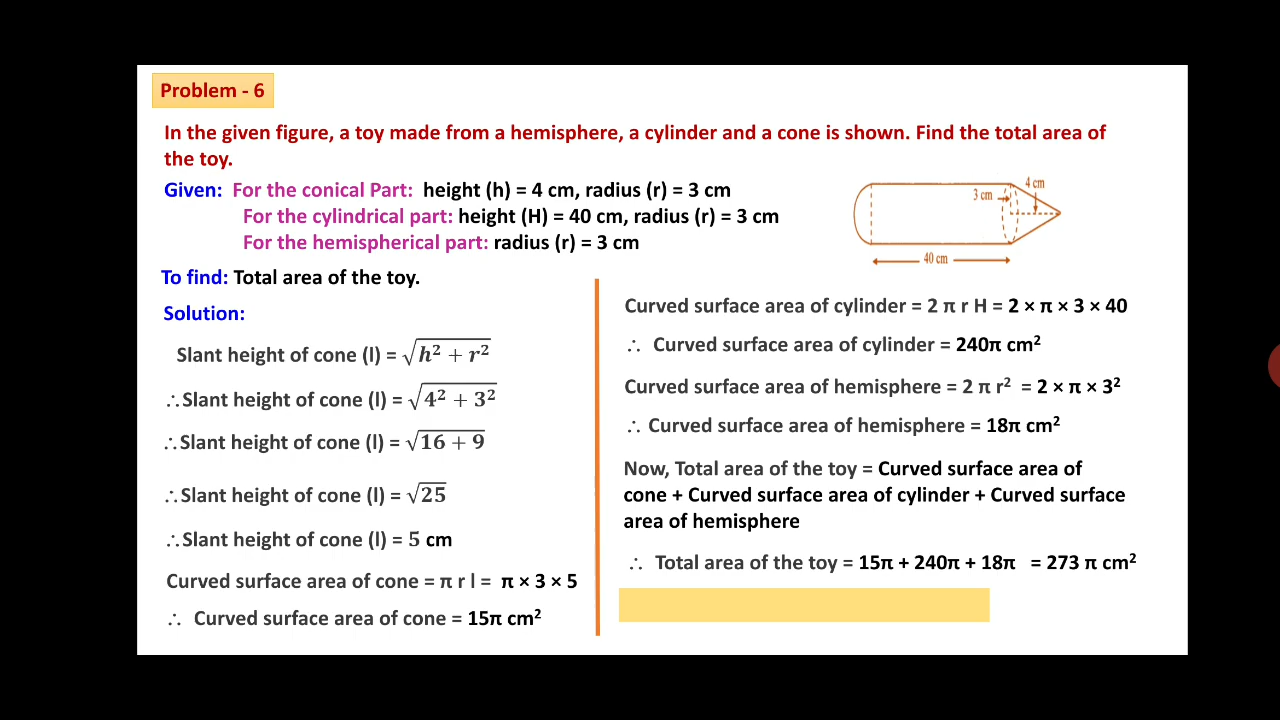 Problem - 6
In the given figure, a toy made from a hemisphere, a cylinder and a cone is shown. Find the total area of
the toy.
Given: For the conical Part: height (h) = 4 cm, radius (r) = 3 cm
For the cylindrical part: height (H) = 40 cm, radius (r) = 3 cm
For the hemispherical part: radius (r) = 3 cm
4 cm
3 cm
40 cm
To find: Total area of the toy.
Solution:
Slant height of cone (l) = √(h² + r²)
∴Slant height of cone (l) = √(4² + 3²)
∴Slant height of cone (l) = √(16 + 9)
∴Slant height of cone (l) = √25
∴Slant height of cone (l) = 5 cm
Curved surface area of cone = π r l = π × 3 × 5
∴ Curved surface area of cone = 15π cm²
Curved surface area of cylinder = 2 π r H = 2 × π × 3 × 40
∴ Curved surface area of cylinder = 240π cm²
Curved surface area of hemisphere = 2 π r² = 2 × π × 3²
∴ Curved surface area of hemisphere = 18π cm²
Now, Total area of the toy = Curved surface area of
cone + Curved surface area of cylinder + Curved surface
area of hemisphere
∴ Total area of the toy = 15π + 240π + 18π = 273 π cm²